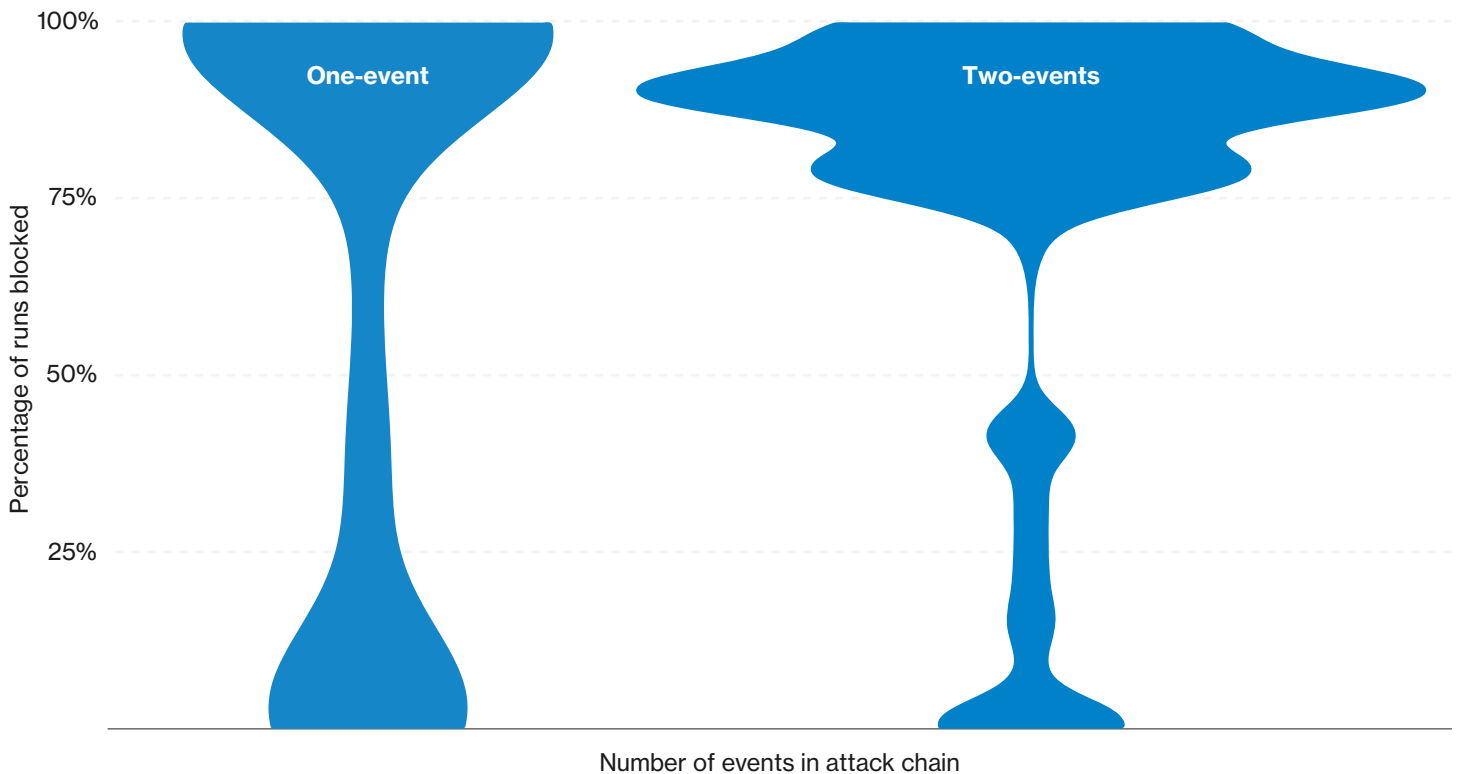 100%
One-event
Two-events
75%
Percentage of runs blocked
50%
25%
Number of events in attack chain